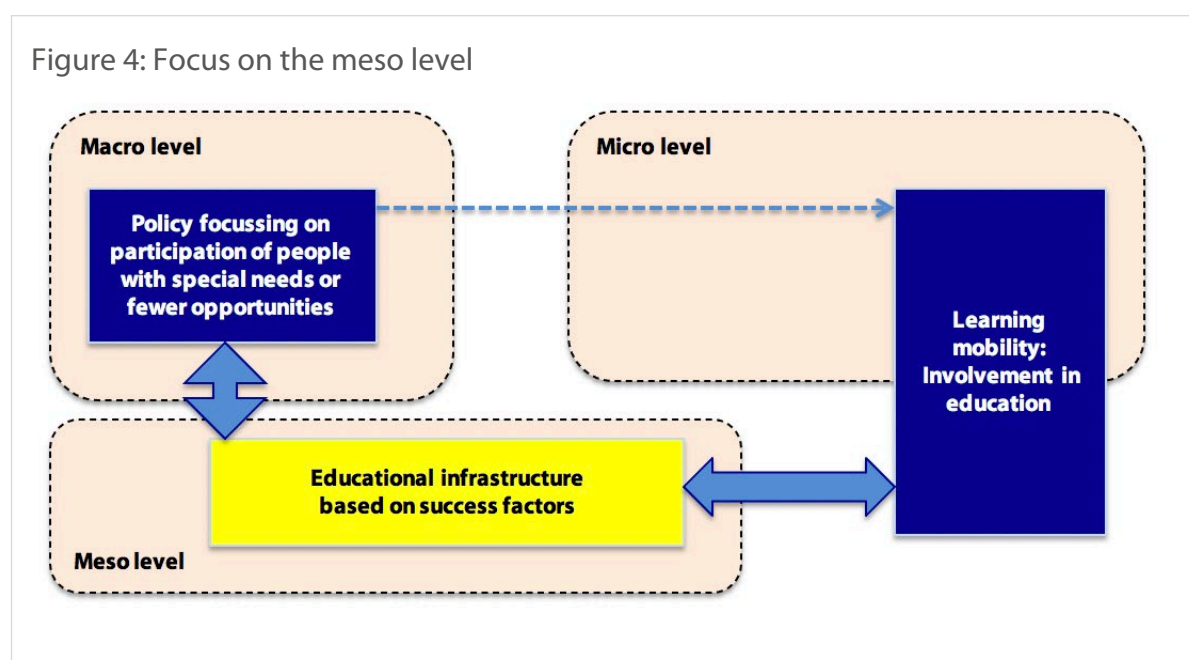 Figure 4: Focus on the meso level
Macro level
Policy focussing on
participation of people
with special needs or
fewer opportunities
Micro level
Learning
mobility:
Involvement in
education
Educational infrastructure
based on success factors
Meso level